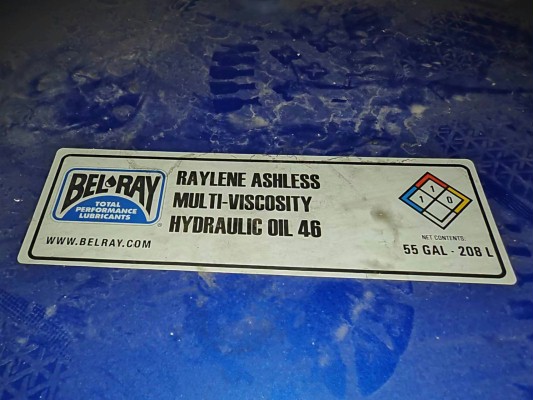 BEL-RAY
TOTAL
PERFORMANCE
LUBRICANTS
®
WWW.BELRAY.COM
RAYLENE ASHLESS
MULTI-VISCOSITY
HYDRAULIC OIL 46
1
1 0
NET CONTENTS:
55 GAL - 208 L